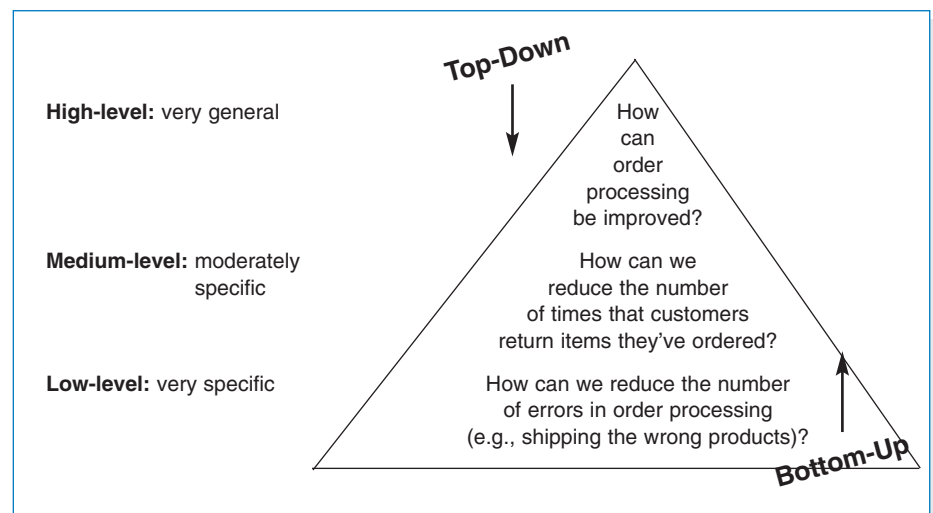 Top-Down
High-level: very general
How
can
order
processing
be improved?
Medium-level: moderately
specific
How can we
reduce the number
of times that customers
return items they've ordered?
Low-level: very specific
How can we reduce the number
of errors in order processing
(e.g., shipping the wrong products)?
Bottom-Up